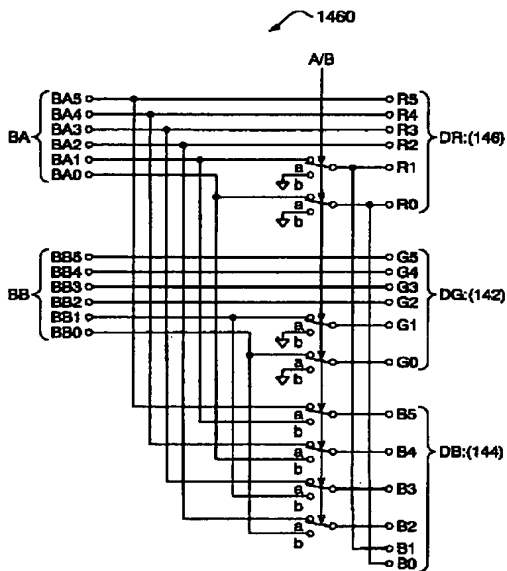 1460
A/B
BA
BA5
BA4
BA3
BA2
BA1
BA0
a
b
a
b
R5
R4
R3
R2
R1
R0
DR:(146)
BB
BB5
BB4
BB3
BB2
BB1
BB0
a
b
a
b
G5
G4
G3
G2
G1
G0
DG:(142)
a
b
a
b
a
b
a
b
B5
B4
B3
B2
B1
B0
DB:(144)